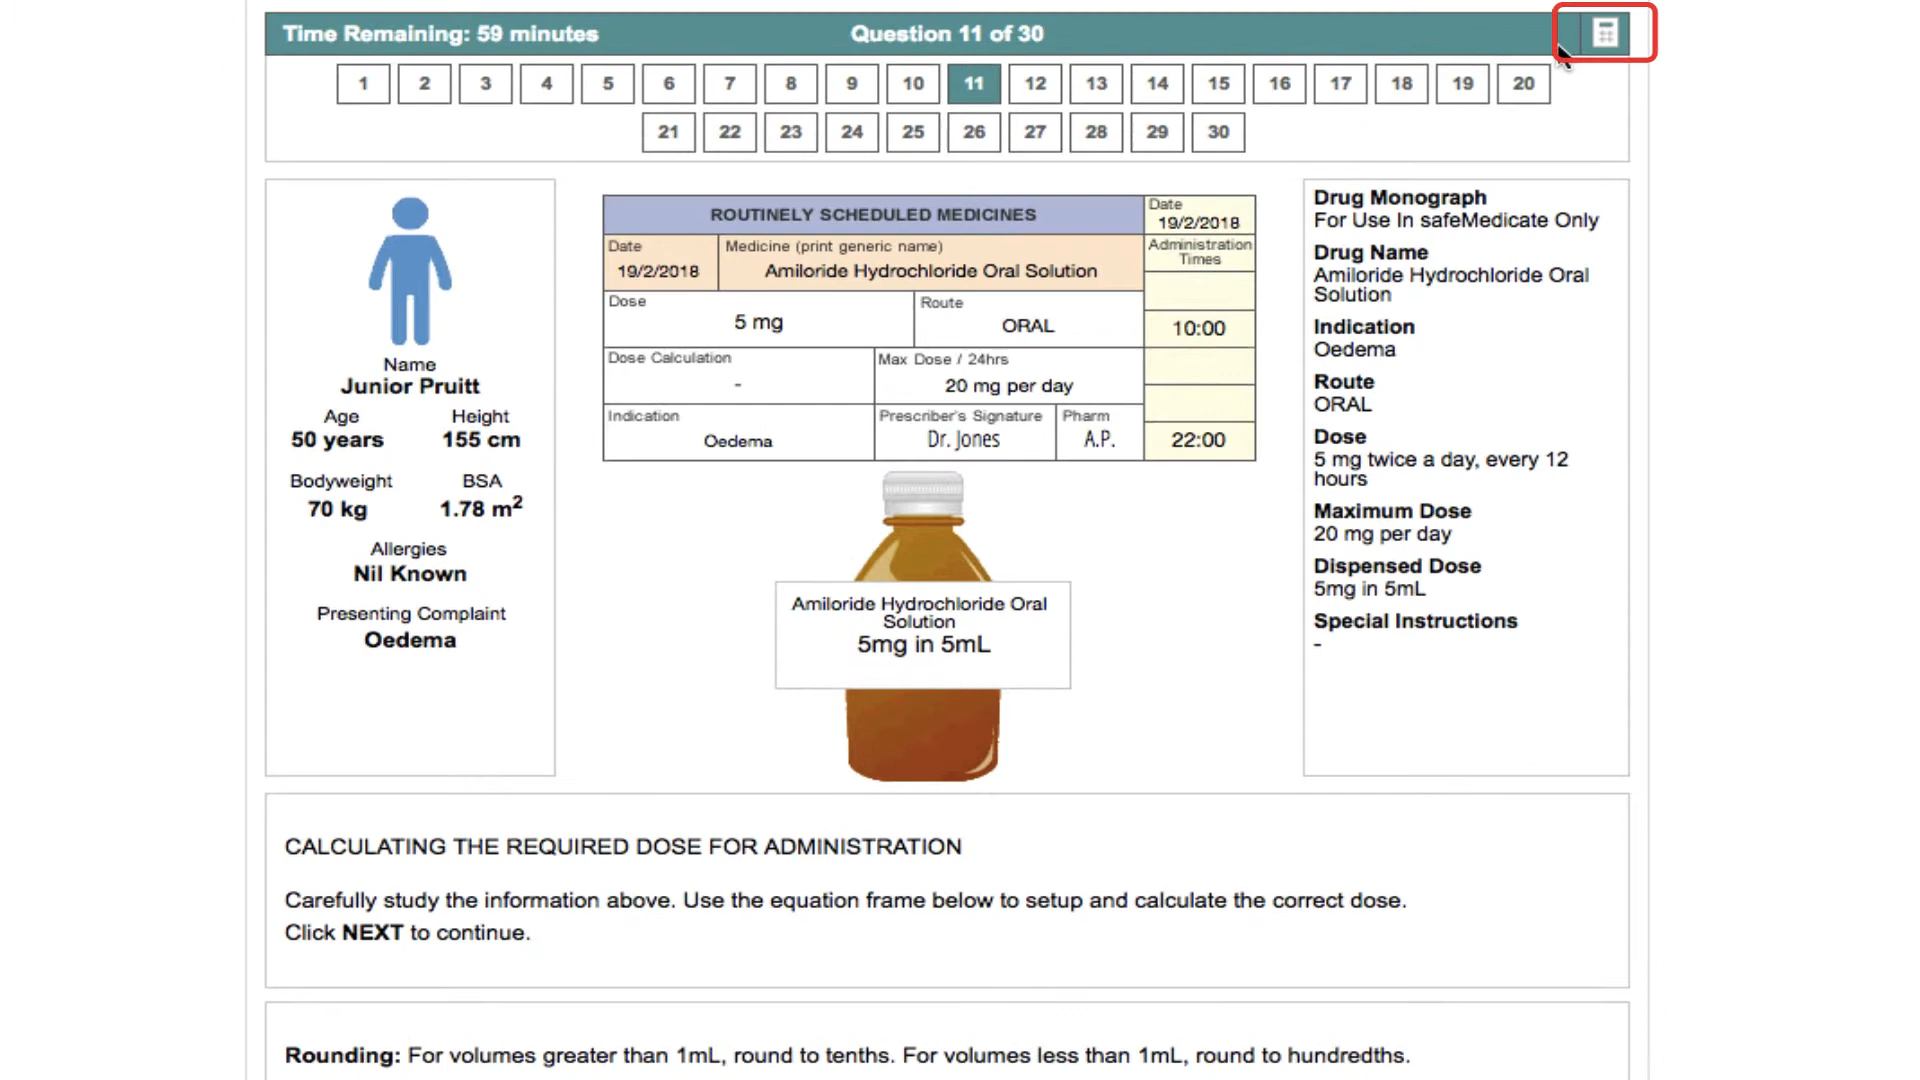 Time Remaining: 59 minutes
Question 11 of 30
1 2 3 4 5 6 7 8 9 10 11 12 13 14 15 16 17 18 19 20
21 22 23 24 25 26 27 28 29 30
Name
Junior Pruitt
Age Height
50 years 155 cm
Bodyweight BSA
70 kg 1.78 m²
Allergies
Nil Known
Presenting Complaint
Oedema
ROUTINELY SCHEDULED MEDICINES
Date
19/2/2018
Date
19/2/2018
Medicine (print generic name)
Amiloride Hydrochloride Oral Solution
Administration
Times
Dose
5 mg
Route
ORAL
10:00
Dose Calculation
-
Max Dose / 24hrs
20 mg per day
Indication
Oedema
Prescriber's Signature
Dr. Jones
Pharm
A.P.
22:00
Amiloride Hydrochloride Oral
Solution
5mg in 5mL
Drug Monograph
For Use In safeMedicate Only
Drug Name
Amiloride Hydrochloride Oral
Solution
Indication
Oedema
Route
ORAL
Dose
5 mg twice a day, every 12
hours
Maximum Dose
20 mg per day
Dispensed Dose
5mg in 5mL
Special Instructions
-
CALCULATING THE REQUIRED DOSE FOR ADMINISTRATION
Carefully study the information above. Use the equation frame below to setup and calculate the correct dose.
Click NEXT to continue.
Rounding: For volumes greater than 1mL, round to tenths. For volumes less than 1mL, round to hundredths.